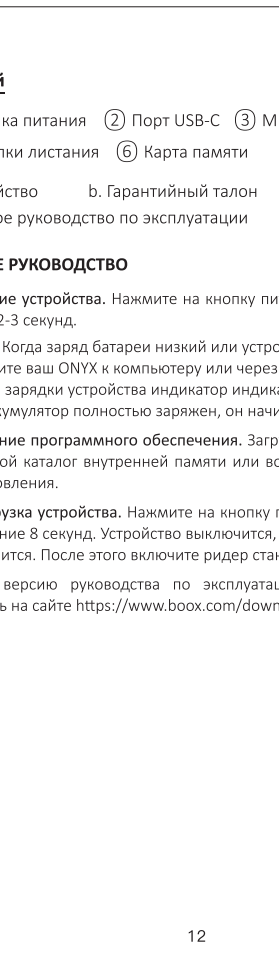 й
ка питания ② Порт USB-C ③ М
пки листания ⑥ Карта памяти
йство b. Гарантийный талон
ое руководство по эксплуатации
Е РУКОВОДСТВО
ие устройства. Нажмите на кнопку пи
2-3 секунд.
Когда заряд батареи низкий или устро
ите ваш ONYX к компьютеру или через
зарядки устройства индикатор индика
кумулятор полностью заряжен, он начи
ние программного обеспечения. Загр
ой каталог внутренней памяти или вс
овления.
рузка устройства. Нажмите на кнопку п
ние 8 секунд. Устройство выключится,
ится. После этого включите ридер стан
версию руководства по эксплуатац
ь на сайте https://www.boox.com/down
12